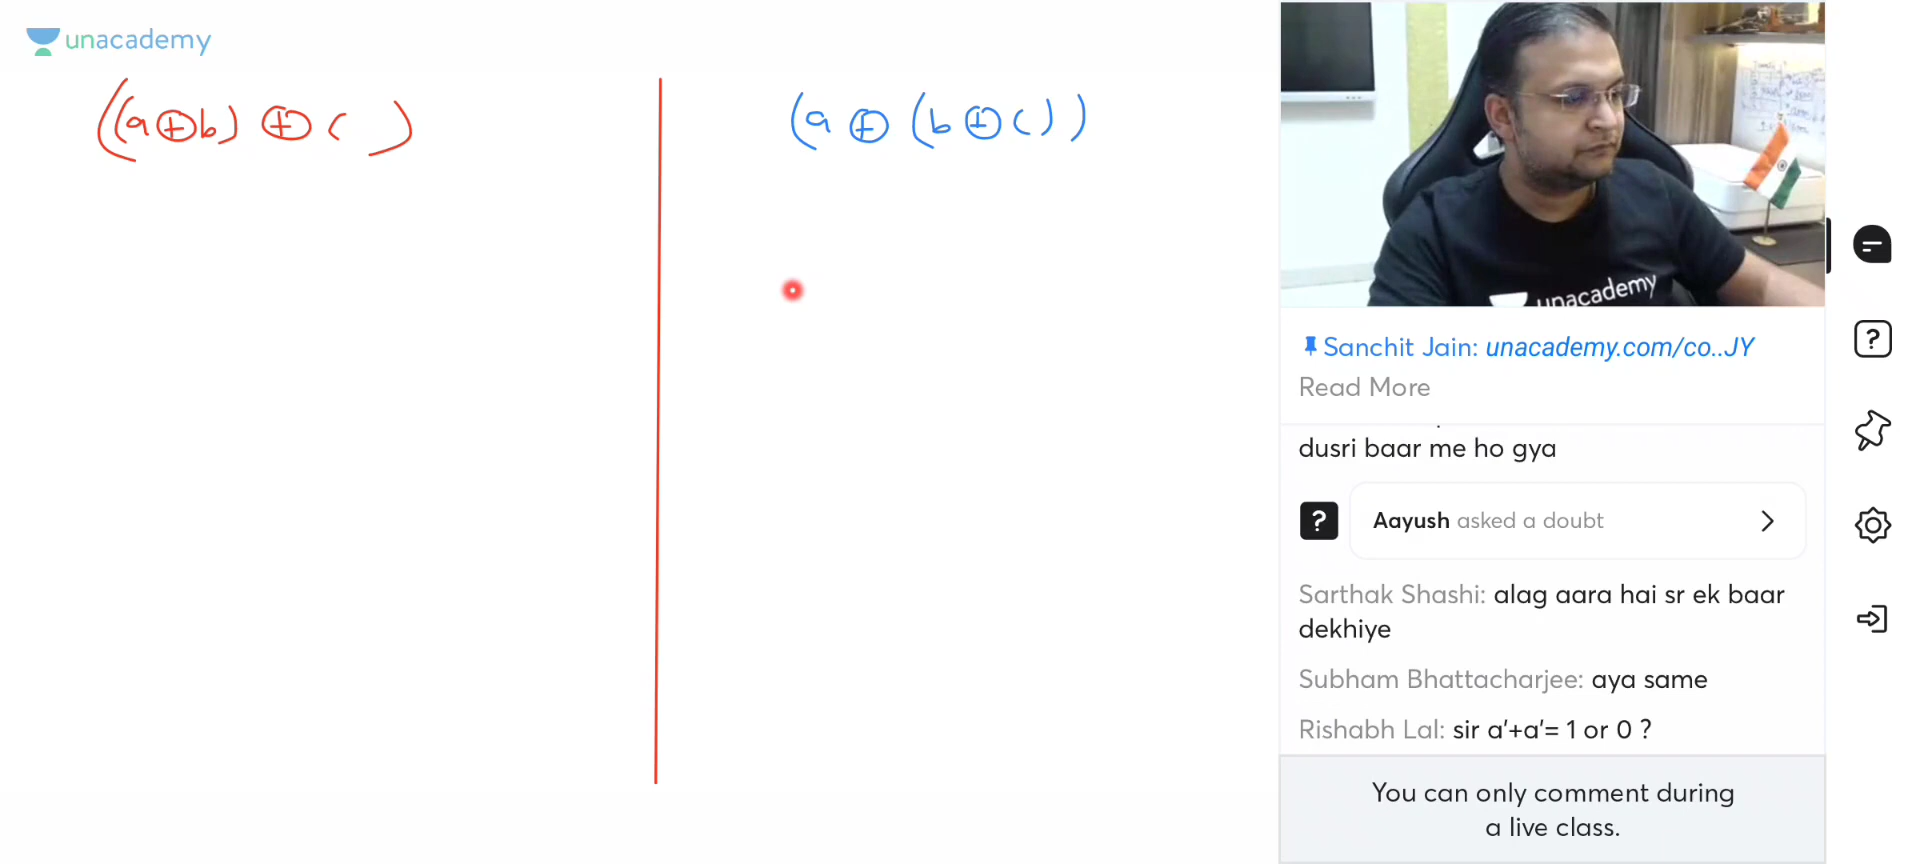 unacademy
((a⊕b) ⊕ c )
(a ⊕ (b ⊕ c) )
unacademy
Sanchit Jain: unacademy.com/co..JY
Read More
dusri baar me ho gya
? Aayush asked a doubt
Sarthak Shashi: alag aara hai sr ek baar
dekhiye
Subham Bhattacharjee: aya same
Rishabh Lal: sir a'+a'= 1 or 0 ?
You can only comment during
a live class.
?